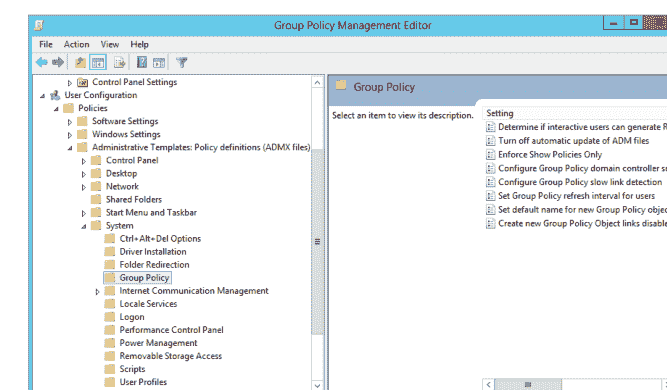 Group Policy Management Editor
File Action View Help
Control Panel Settings
User Configuration
Policies
Software Settings
Windows Settings
Administrative Templates: Policy definitions (ADMX files)
Control Panel
Desktop
Network
Shared Folders
Start Menu and Taskbar
System
Ctrl+Alt+Del Options
Driver Installation
Folder Redirection
Group Policy
Internet Communication Management
Locale Services
Logon
Performance Control Panel
Power Management
Removable Storage Access
Scripts
User Profiles
Group Policy
Select an item to view its description.
Setting
Determine if interactive users can generate R
Turn off automatic update of ADM files
Enforce Show Policies Only
Configure Group Policy domain controller se
Configure Group Policy slow link detection
Set Group Policy refresh interval for users
Set default name for new Group Policy objec
Create new Group Policy Object links disable